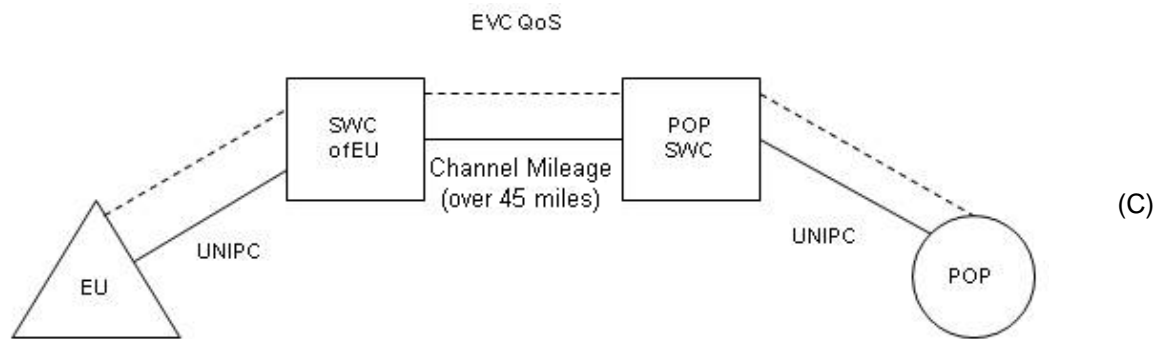 EVC QoS
SWC
ofEU
POP
SWC
Channel Mileage
(over 45 miles)
(C)
UNIPC
UNIPC
EU
POP